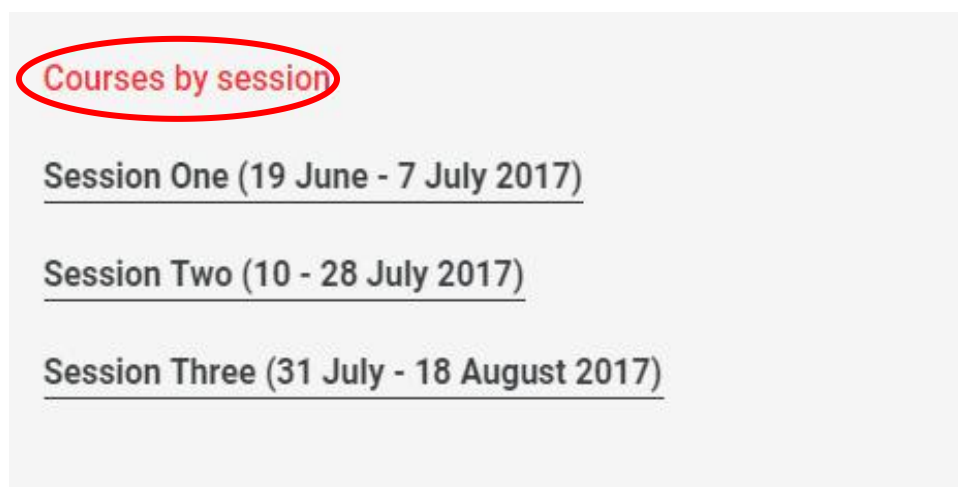 Courses by session
Session One (19 June - 7 July 2017)
Session Two (10 - 28 July 2017)
Session Three (31 July - 18 August 2017)